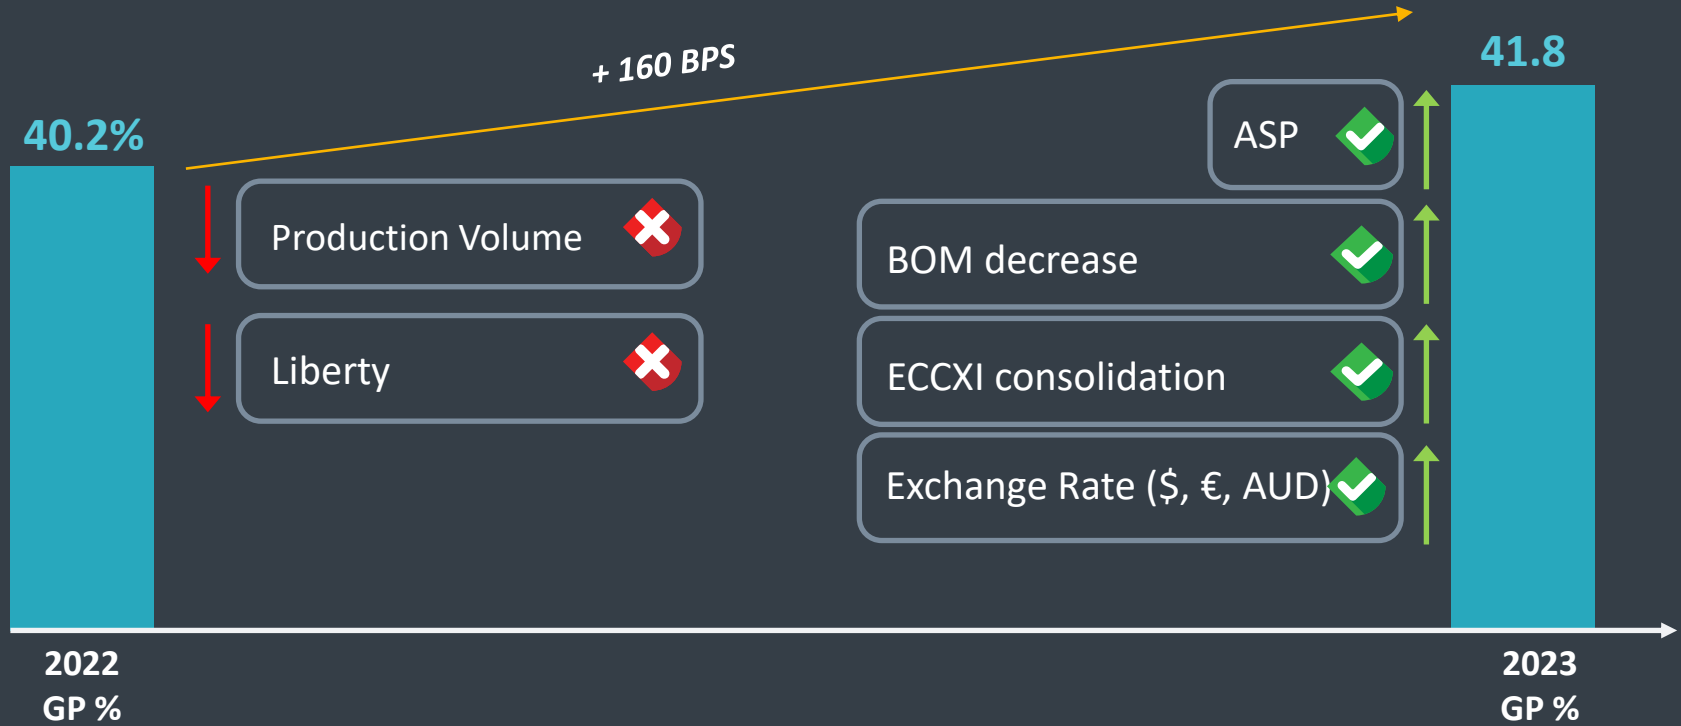 + 160 BPS
41.8
40.2%
ASP
Production Volume
BOM decrease
Liberty
ECCXI consolidation
Exchange Rate ($, €, AUD)
2022
GP %
2023
GP %